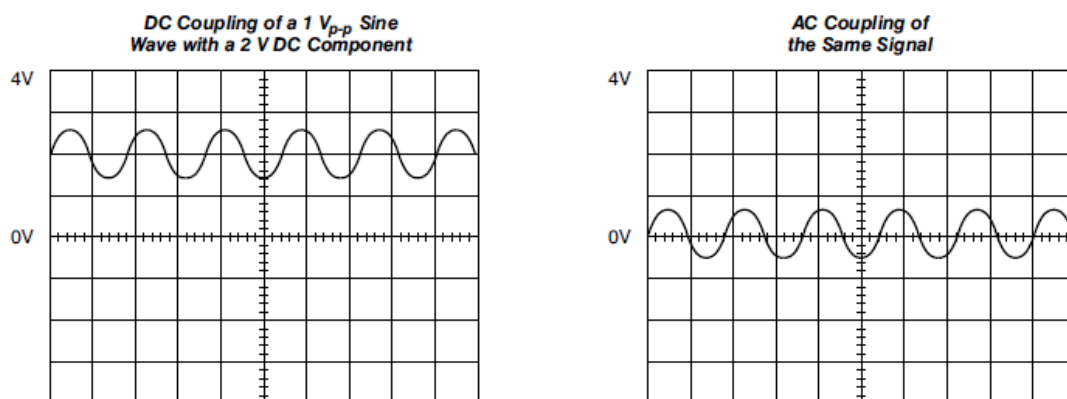 DC Coupling of a 1 Vp-p Sine
Wave with a 2 V DC Component
4V
0V
AC Coupling of
the Same Signal
4V
0V